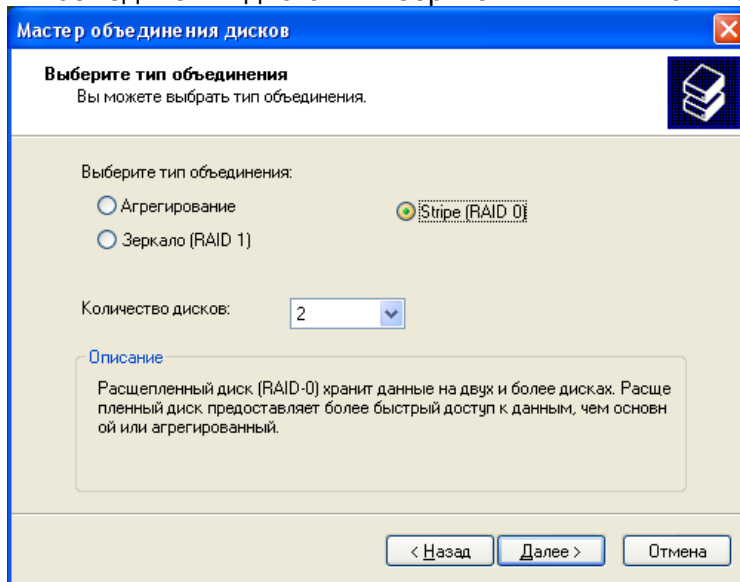 Мастер объединения дисков
Выберите тип объединения
Вы можете выбрать тип объединения.
Выберите тип объединения:
Агрегирование
Stripe (RAID 0)
Зеркало (RAID 1)
Количество дисков:
2
Описание
Расщепленный диск (RAID-0) хранит данные на двух и более дисках. Расще
пленный диск предоставляет более быстрый доступ к данным, чем основн
ой или агрегированный.
< Назад
Далее >
Отмена